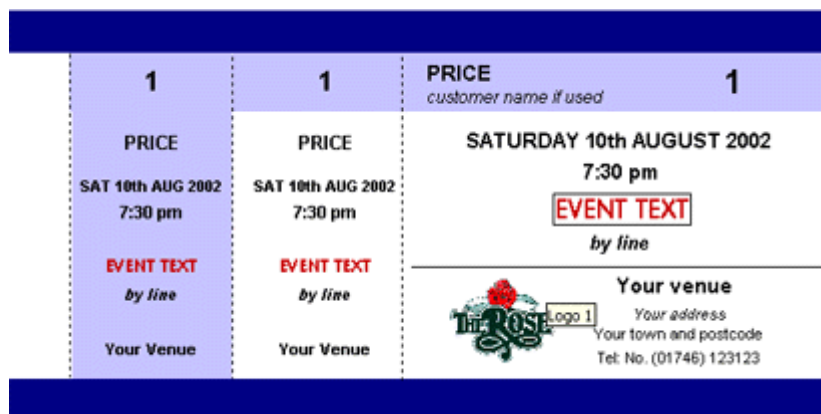 1
PRICE
SAT 10th AUG 2002
7:30 pm
EVENT TEXT
by line
Your Venue
1
PRICE
SAT 10th AUG 2002
7:30 pm
EVENT TEXT
by line
Your Venue
PRICE
1
customer name if used
SATURDAY 10th AUGUST 2002
7:30 pm
EVENT TEXT
by line
THE ROSE
Logo 1
Your venue
Your address
Your town and postcode
Tel: No. (01746) 123123